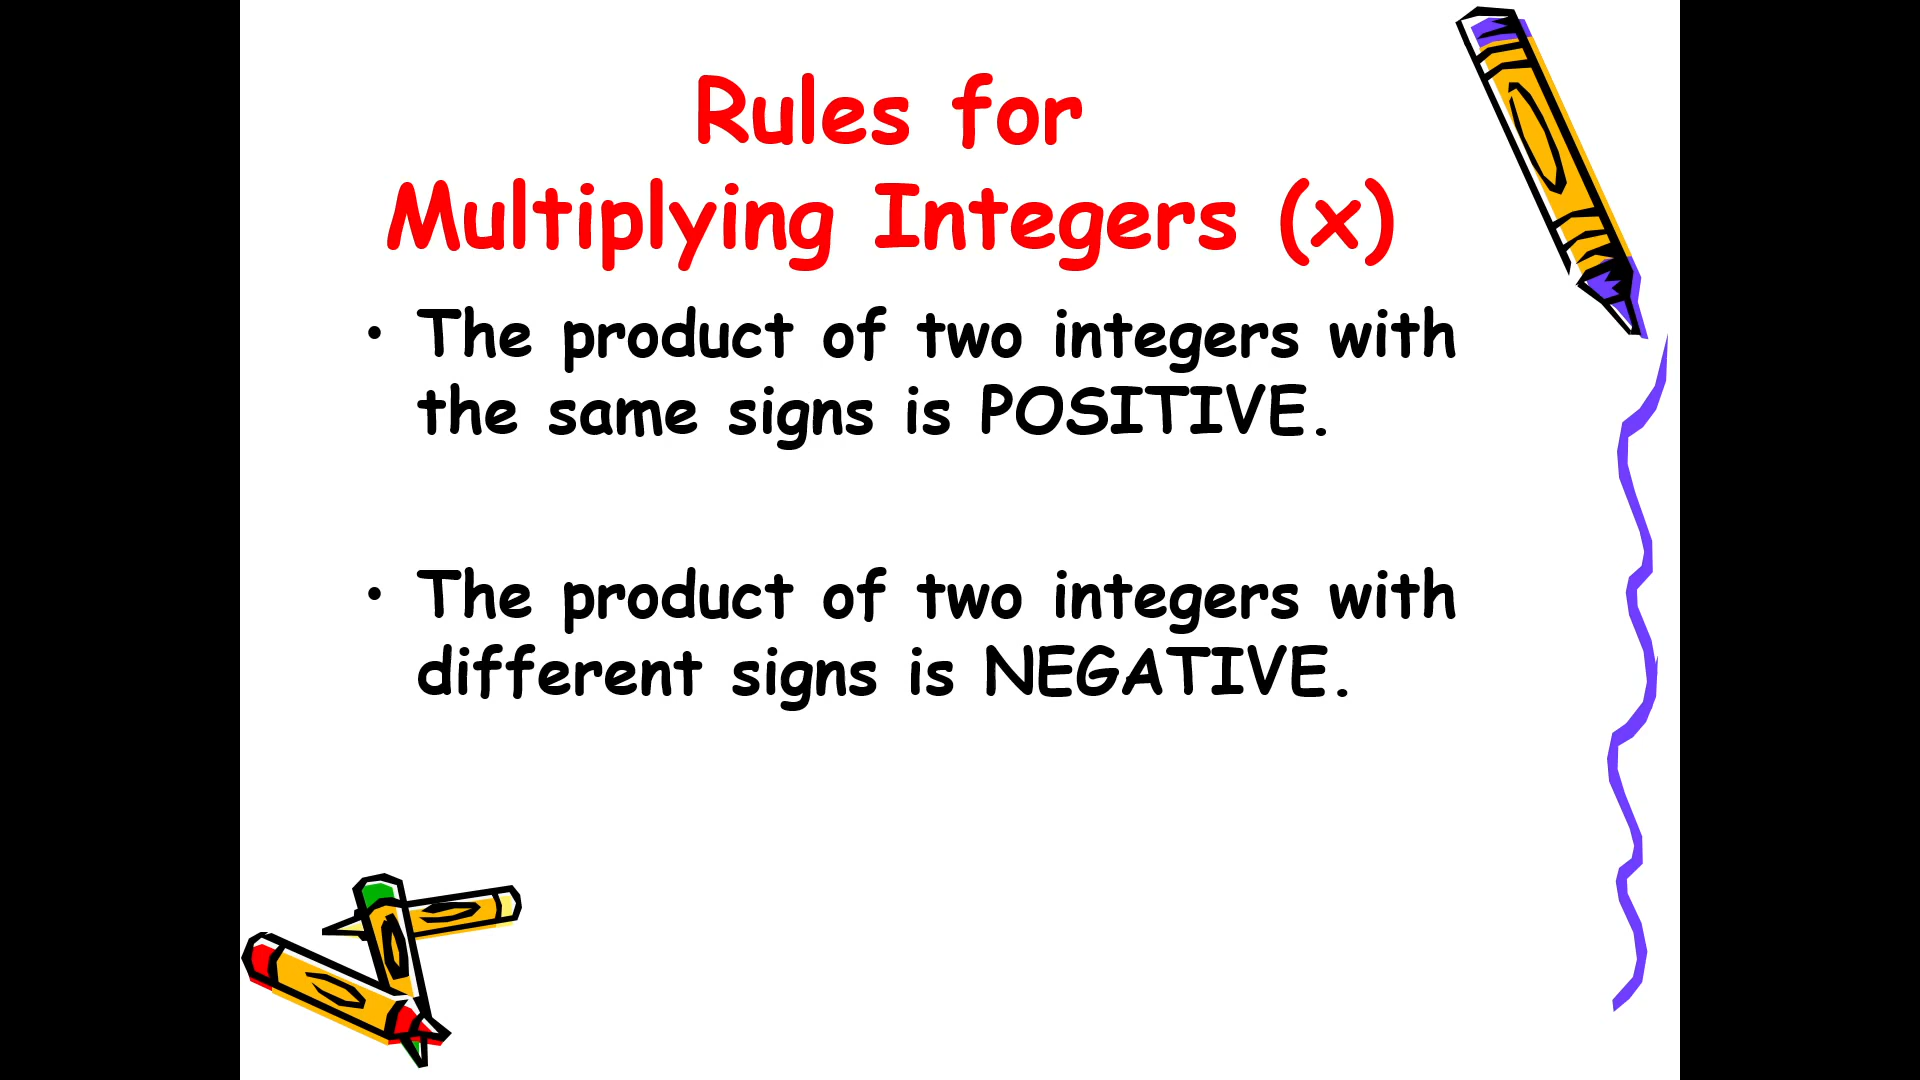 Rules for
Multiplying Integers (x)
• The product of two integers with
the same signs is POSITIVE.
• The product of two integers with
different signs is NEGATIVE.